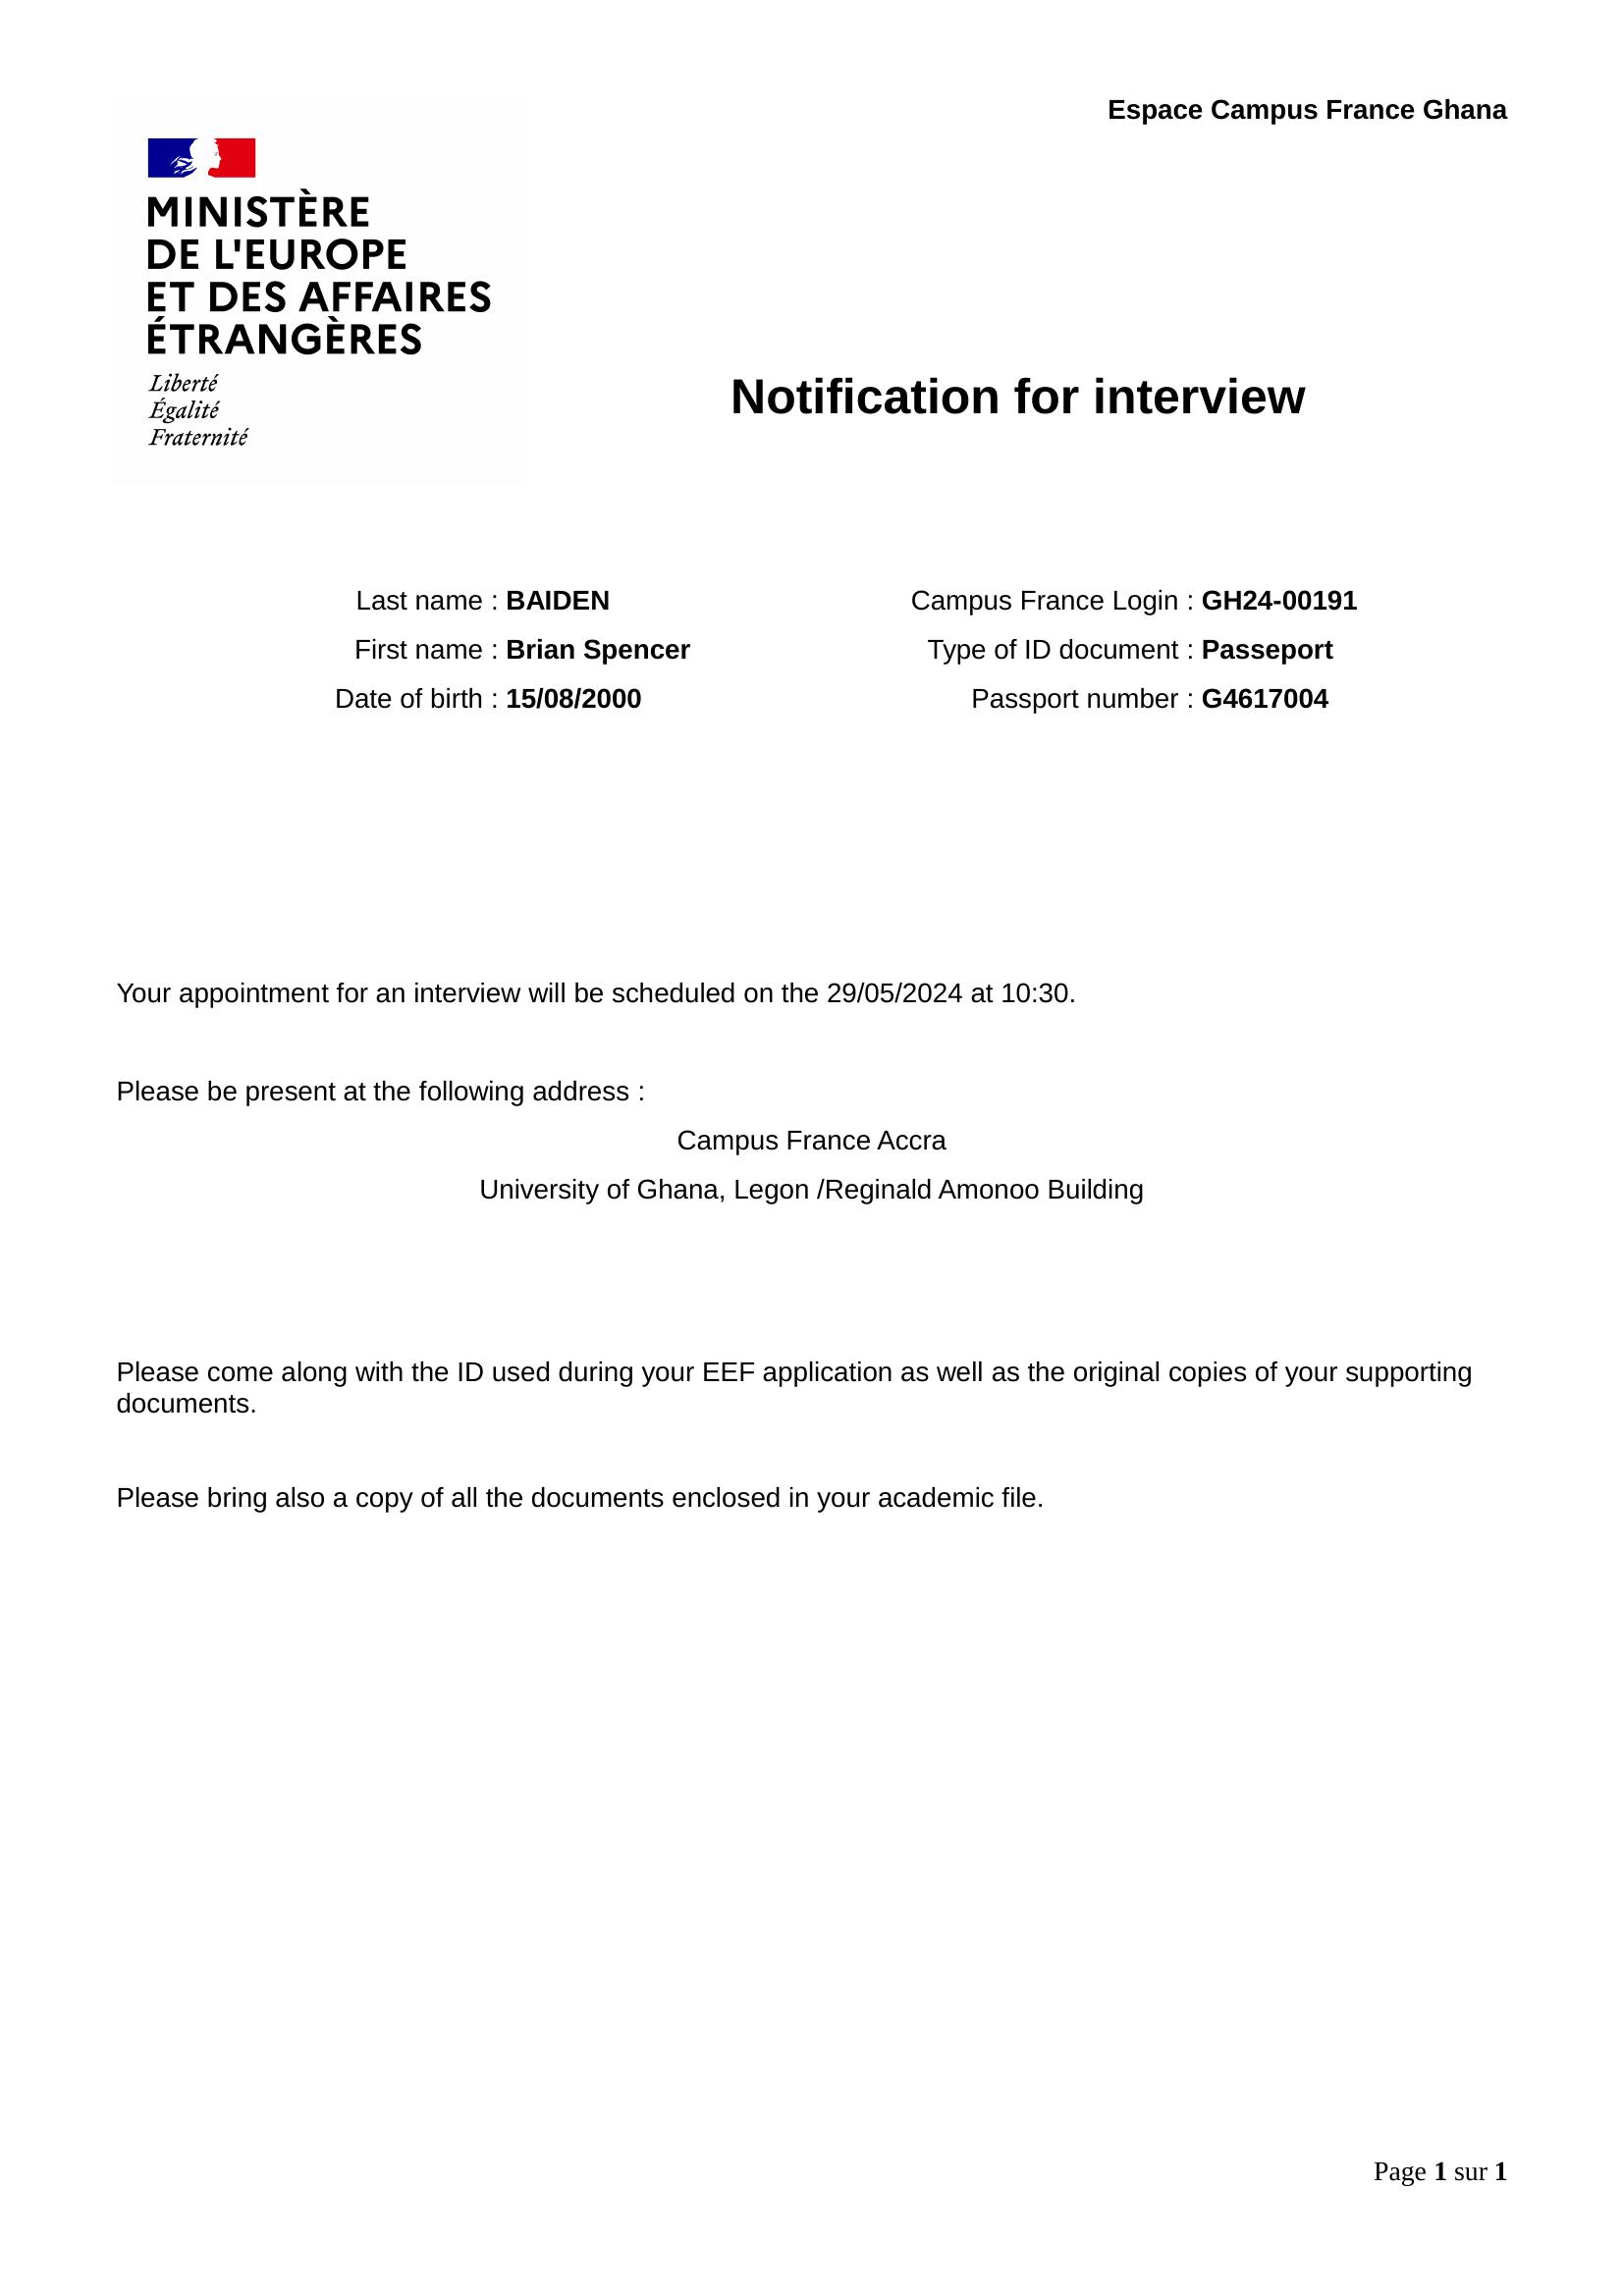 Espace Campus France Ghana
MINISTÈRE
DE L'EUROPE
ET DES AFFAIRES
ÉTRANGÈRES
Liberté
Égalité
Fraternité
Notification for interview
Last name : BAIDEN
Campus France Login : GH24-00191
First name : Brian Spencer
Type of ID document : Passeport
Date of birth : 15/08/2000
Passport number : G4617004
Your appointment for an interview will be scheduled on the 29/05/2024 at 10:30.
Please be present at the following address :
Campus France Accra
University of Ghana, Legon /Reginald Amonoo Building
Please come along with the ID used during your EEF application as well as the original copies of your supporting
documents.
Please bring also a copy of all the documents enclosed in your academic file.
Page 1 sur 1